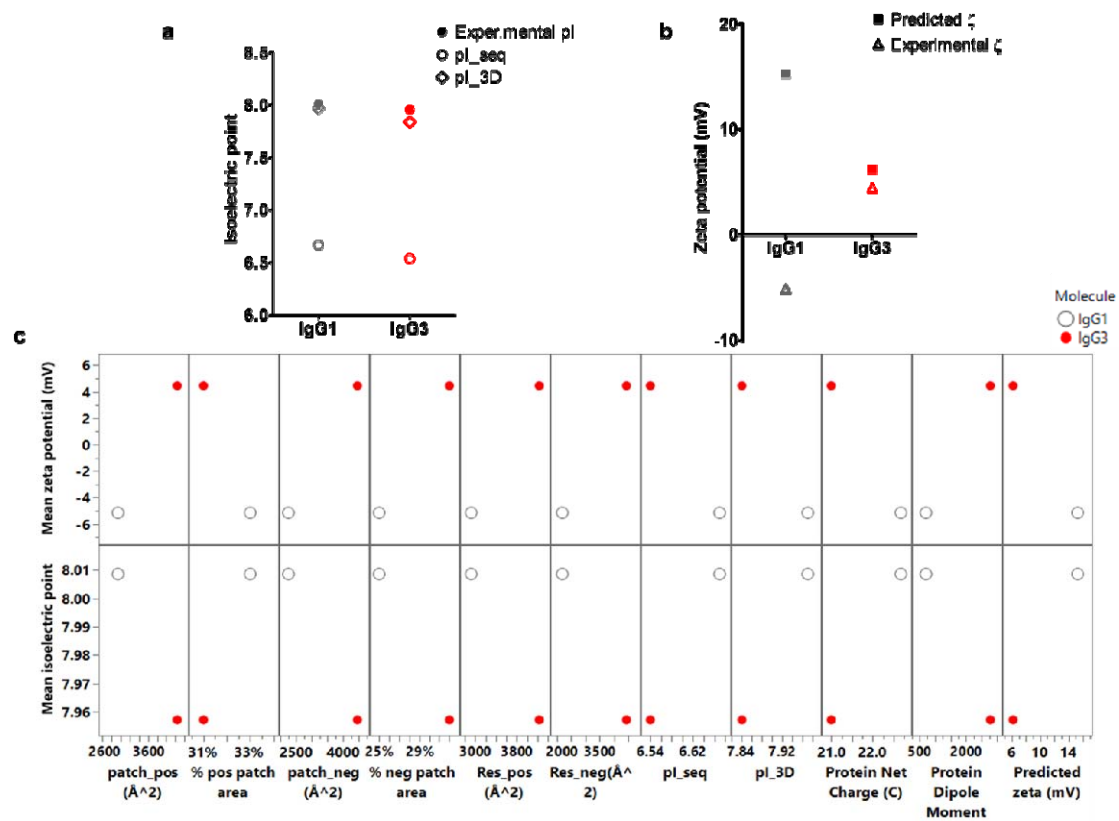 a
Exper.mental pI
pI_seq
pI_3D
8.5
8.0
7.5
7.0
6.5
6.0
Isoelectric point
IgG1
IgG3
b
Predicted ζ
Experimental ζ
20
10
0
-10
Zeta potential (mV)
IgG1
IgG3
Molecule
IgG1
IgG3
c
Mean zeta potential (mV)
6
4
2
0
-2
-4
-6
Mean isoelectric point
8.01
8.00
7.99
7.98
7.97
7.96
2600 3600
31% 33%
2500 4000
25% 29%
3000 3800
2000 3500
6.54 6.62
7.84 7.92
21.0 22.0
500 2000
6 10 14
patch_pos
(Å^2)
% pos patch
area
patch_neg
(Å^2)
% neg patch
area
Res_pos
(Å^2)
Res_neg(Å^
2)
pI_seq
pI_3D
Protein Net
Charge (C)
Protein
Dipole
Moment
Predicted
zeta (mV)